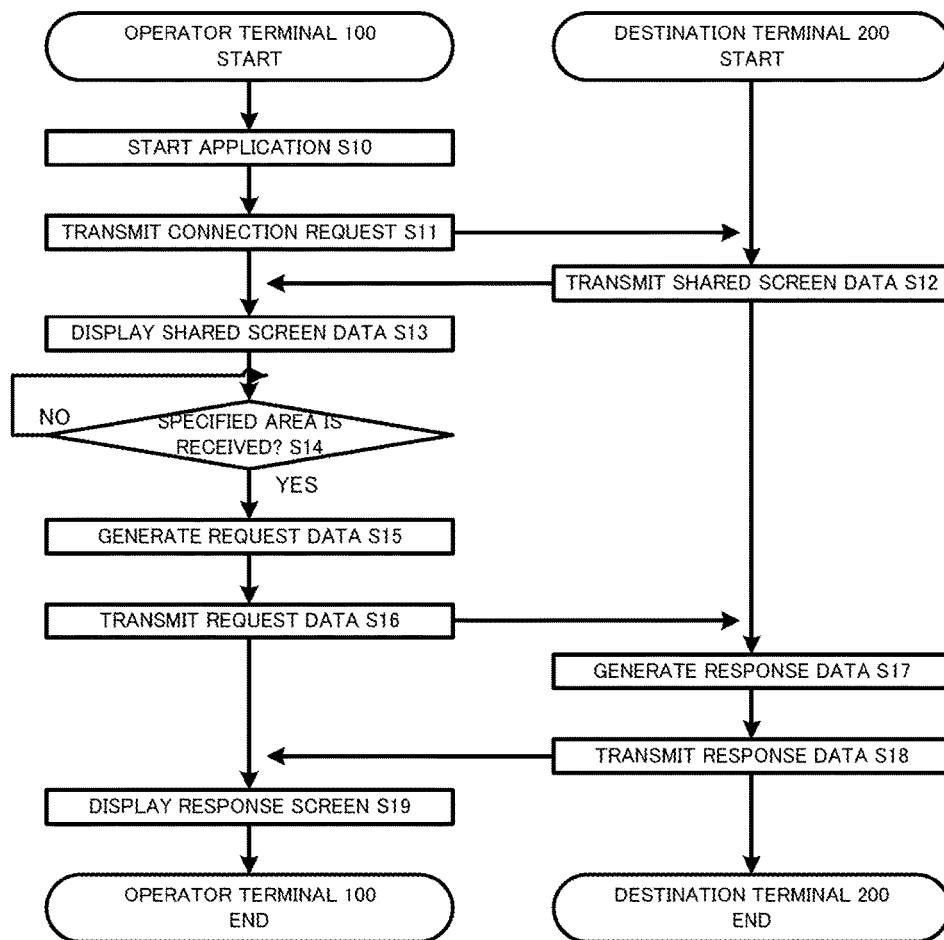 OPERATOR TERMINAL 100
START
DESTINATION TERMINAL 200
START
START APPLICATION S10
TRANSMIT CONNECTION REQUEST S11
TRANSMIT SHARED SCREEN DATA S12
DISPLAY SHARED SCREEN DATA S13
NO
SPECIFIED AREA IS
RECEIVED? S14
YES
GENERATE REQUEST DATA S15
TRANSMIT REQUEST DATA S16
GENERATE RESPONSE DATA S17
TRANSMIT RESPONSE DATA S18
DISPLAY RESPONSE SCREEN S19
OPERATOR TERMINAL 100
END
DESTINATION TERMINAL 200
END